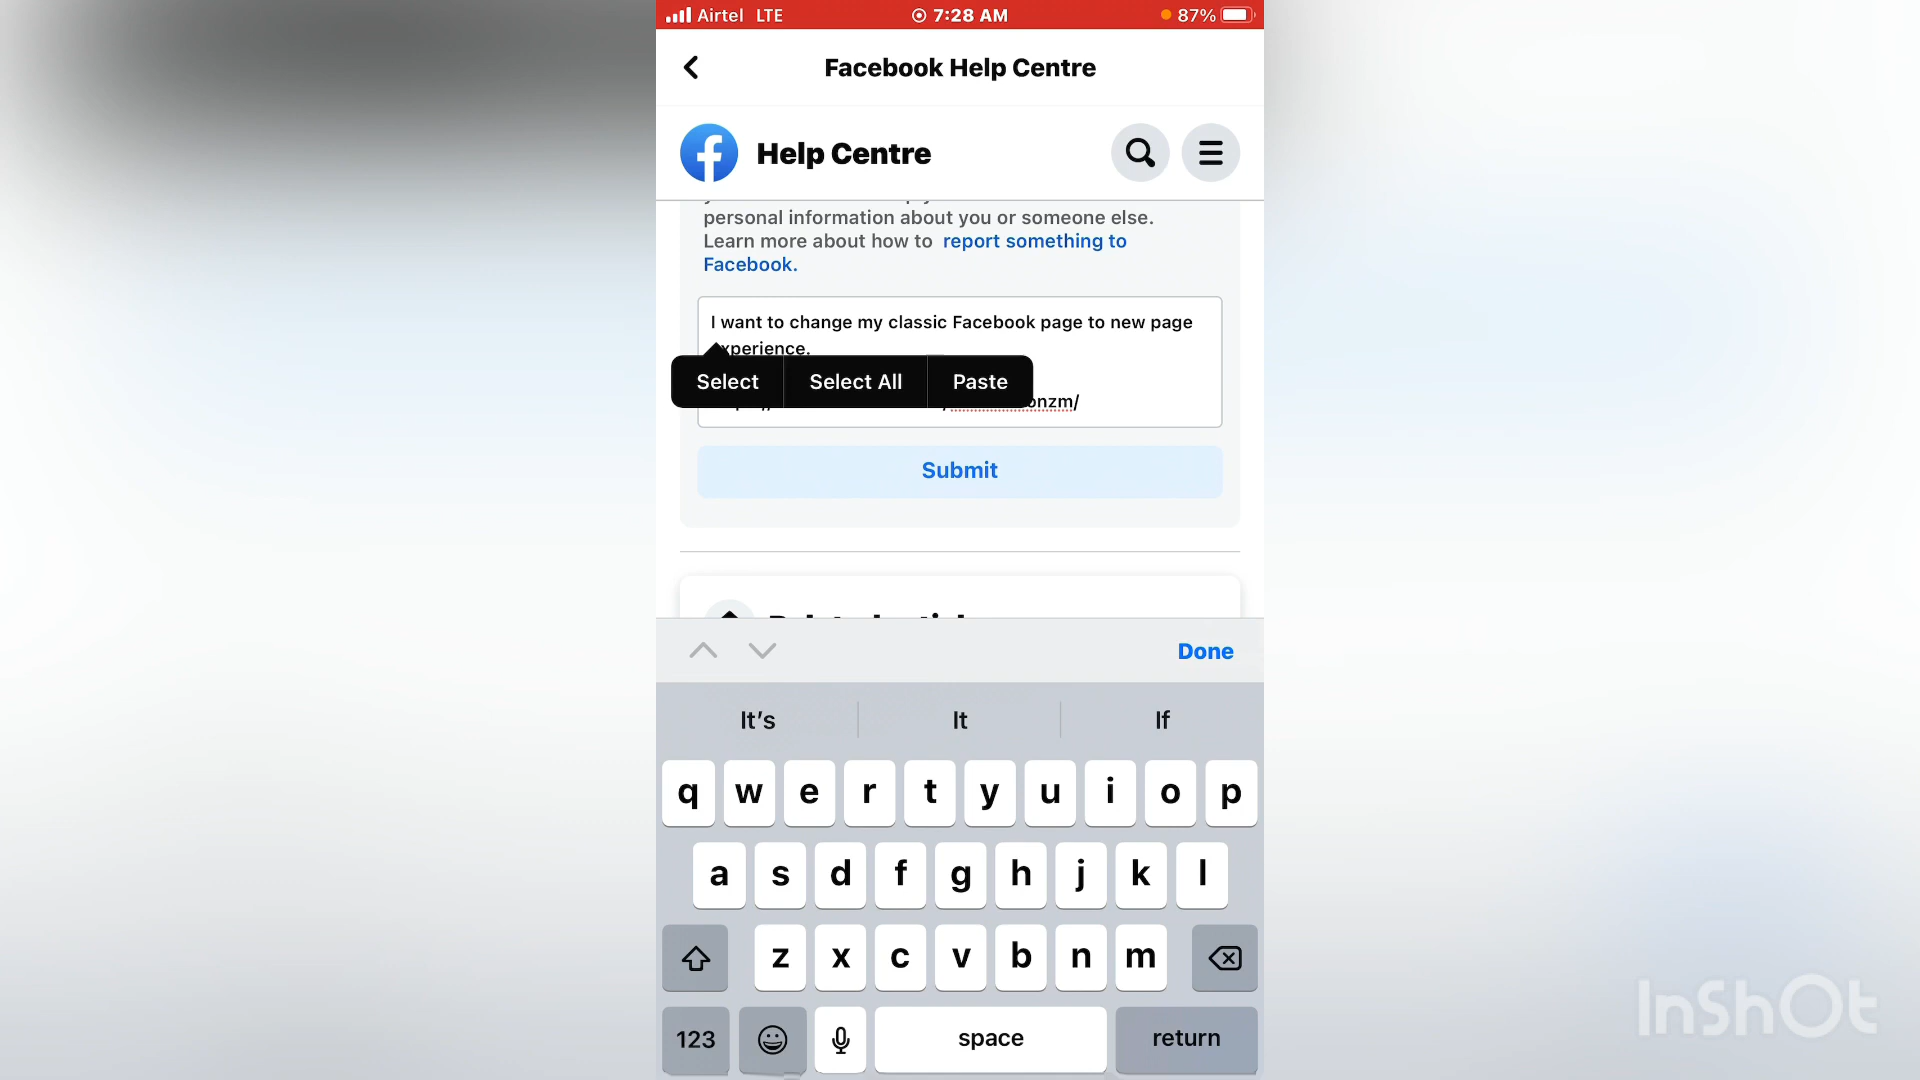 Airtel LTE 7:28 AM 87%
Facebook Help Centre
Help Centre
personal information about you or someone else.
Learn more about how to report something to
Facebook.
I want to change my classic Facebook page to new page
xperience.
Select Select All Paste
onzm/
Submit
Done
It's It If
q w e r t y u i o p
a s d f g h j k l
z x c v b n m
123 space return
InShOt